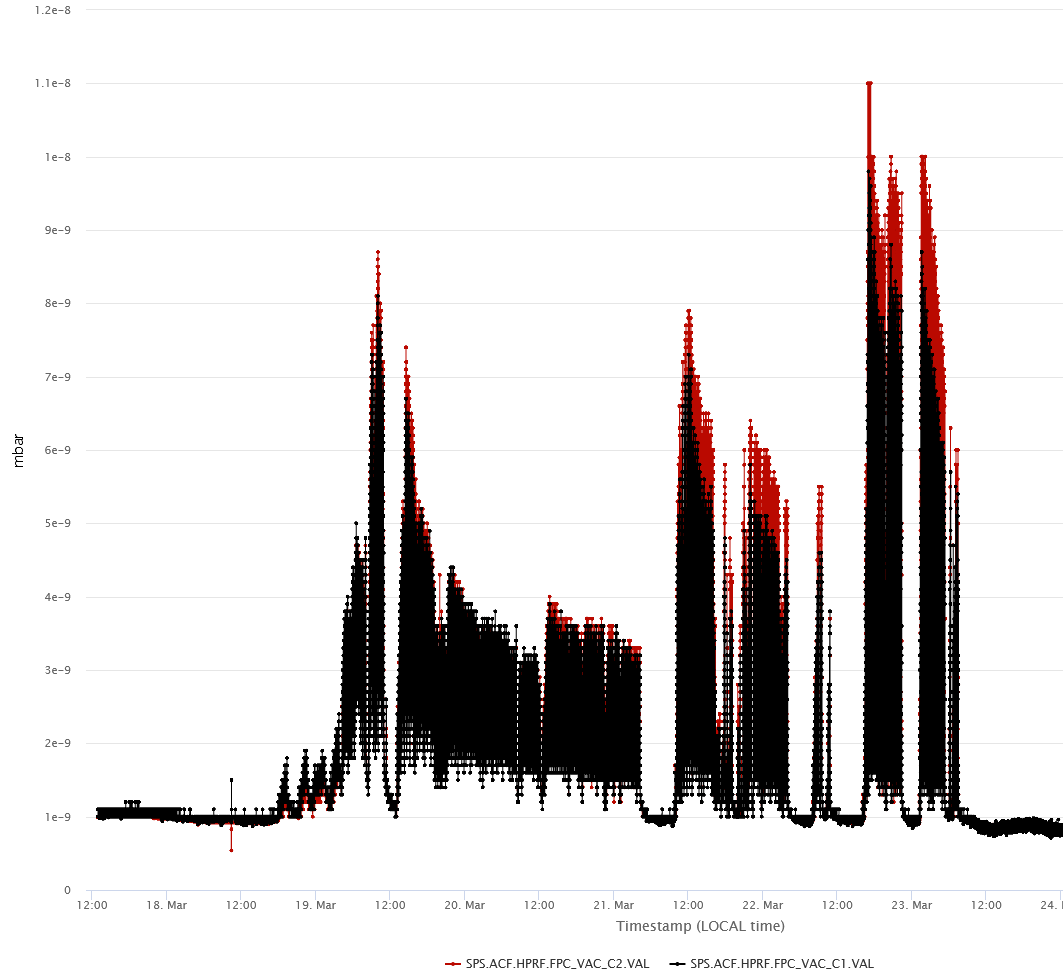 1.2e-8
1.1e-8
1e-8
9e-9
8e-9
7e-9
6e-9
5e-9
4e-9
3e-9
2e-9
1e-9
0
mbar
12:00 18. Mar 12:00 19. Mar 12:00 20. Mar 12:00 21. Mar 12:00 22. Mar 12:00 23. Mar 12:00 24.
Timestamp (LOCAL time)
SPS.ACF.HPRF.FPC_VAC_C2.VAL SPS.ACF.HPRF.FPC_VAC_C1.VAL